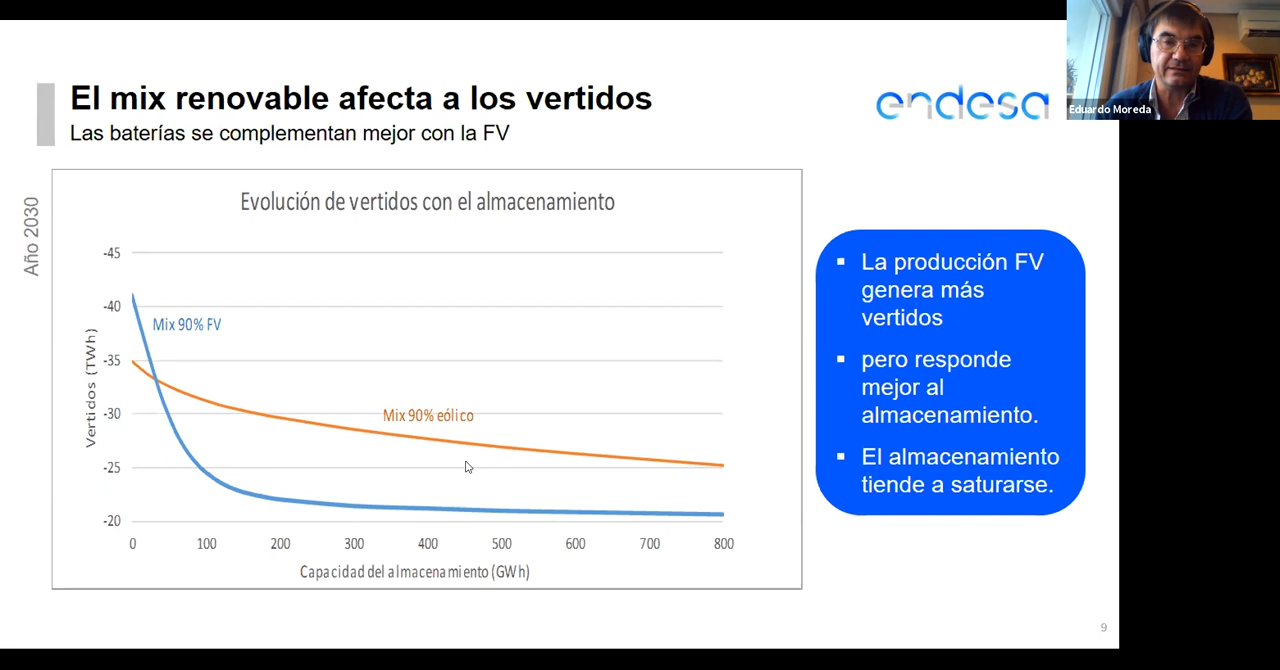 El mix renovable afecta a los vertidos
Las baterías se complementan mejor con la FV
endesa
Eduardo Moreda
Año 2030
Evolución de vertidos con el almacenamiento
Vertidos (TWh)
-45
-40
-35
-30
-25
-20
Mix 90% FV
Mix 90% eólico
0 100 200 300 400 500 600 700 800
Capacidad del almacenamiento (GWh)
▪ La producción FV
genera más
vertidos
▪ pero responde
mejor al
almacenamiento.
▪ El almacenamiento
tiende a saturarse.
9